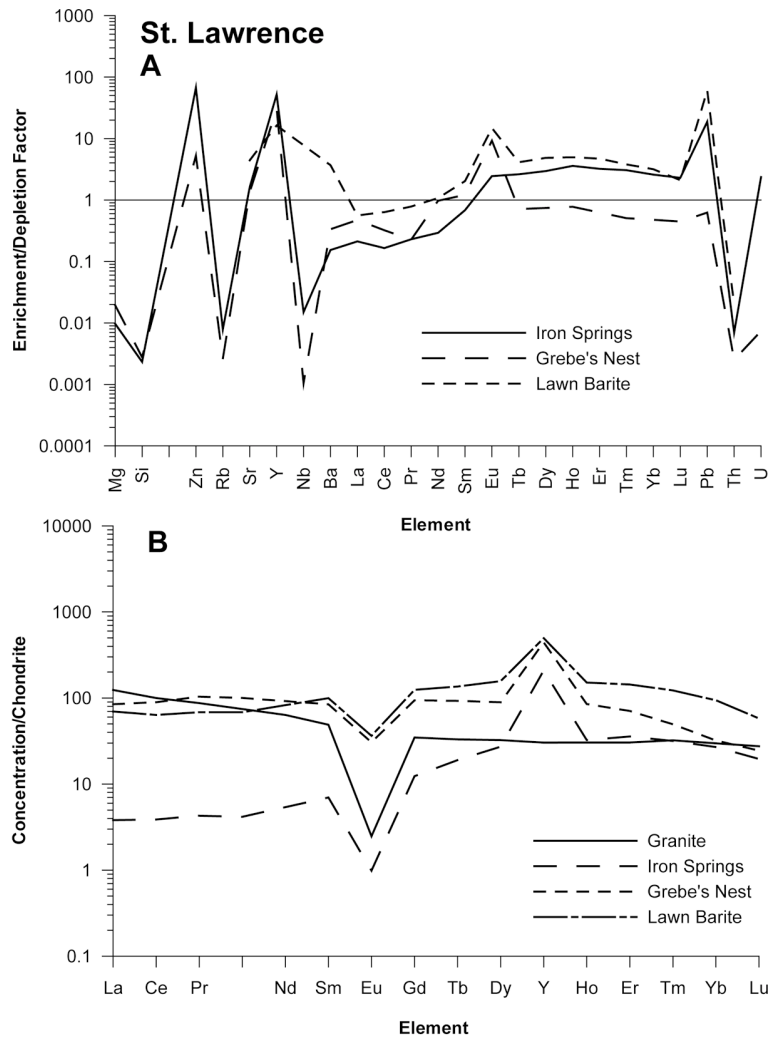 St. Lawrence
A
1000
100
10
1
0.1
0.01
0.001
0.0001
Enrichment/Depletion Factor
Iron Springs
Grebe's Nest
Lawn Barite
Mg Si Zn Rb Sr Y Nb Ba La Ce Pr Nd Sm Eu Tb Dy Ho Er Tm Yb Lu Pb Th U
Element
B
10000
1000
100
10
1
0.1
Concentration/Chondrite
Granite
Iron Springs
Grebe's Nest
Lawn Barite
La Ce Pr Nd Sm Eu Gd Tb Dy Y Ho Er Tm Yb Lu
Element